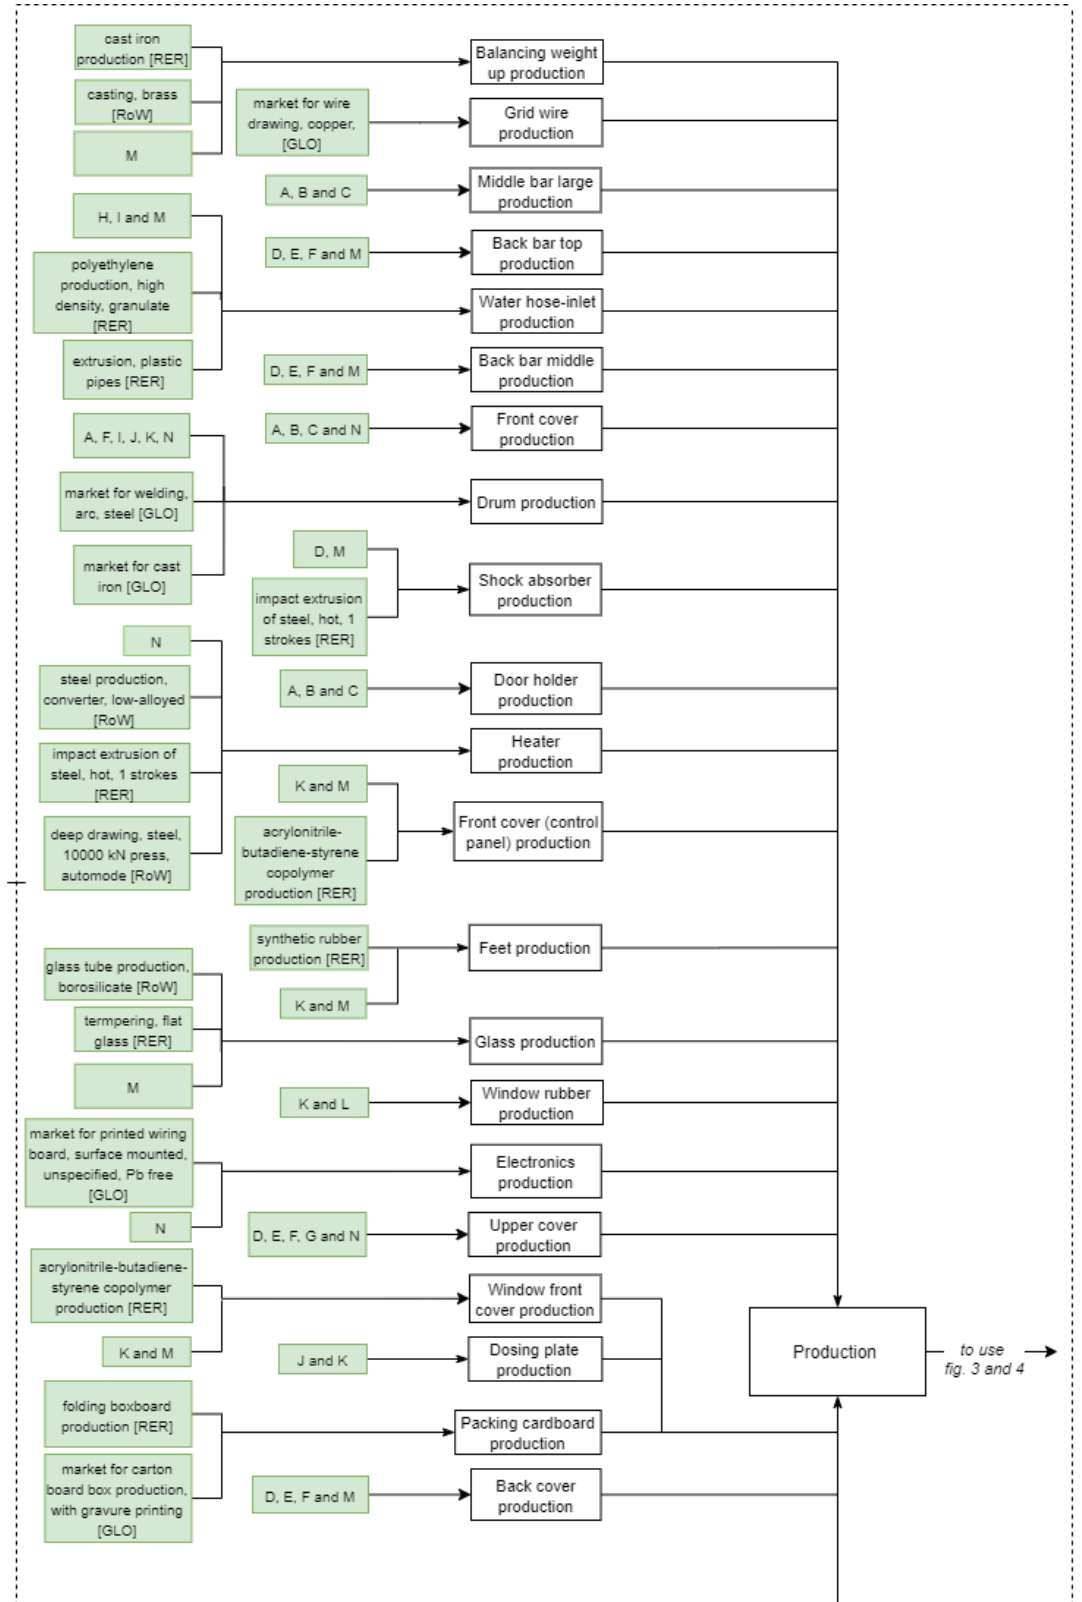 cast iron
production [RER]
Balancing weight
up production
casting, brass
[RoW]
market for wire
drawing, copper,
[GLO]
Grid wire
production
M
A, B and C
Middle bar large
production
H, I and M
D, E, F and M
Back bar top
production
polyethylene
production, high
density, granulate
[RER]
Water hose-inlet
production
extrusion, plastic
pipes [RER]
D, E, F and M
Back bar middle
production
A, F, I, J, K, N
A, B, C and N
Front cover
production
market for welding,
arc, steel [GLO]
Drum production
market for cast
iron [GLO]
D, M
impact extrusion
of steel, hot, 1
strokes [RER]
Shock absorber
production
N
steel production,
converter, low-alloyed
[RoW]
A, B and C
Door holder
production
impact extrusion of
steel, hot, 1 strokes
[RER]
Heater
production
K and M
deep drawing, steel,
10000 kN press,
automode [RoW]
acrylonitrile-
butadiene-styrene
copolymer
production [RER]
Front cover (control
panel) production
synthetic rubber
production [RER]
Feet production
glass tube production,
borosilicate [RoW]
K and M
termpering, flat
glass [RER]
Glass production
M
K and L
Window rubber
production
market for printed wiring
board, surface mounted,
unspecified, Pb free
[GLO]
Electronics
production
N
D, E, F, G and N
Upper cover
production
acrylonitrile-butadiene-
styrene copolymer
production [RER]
Window front
cover production
K and M
J and K
Dosing plate
production
Production
to use
fig. 3 and 4
folding boxboard
production [RER]
Packing cardboard
production
market for carton
board box production,
with gravure printing
[GLO]
D, E, F and M
Back cover
production